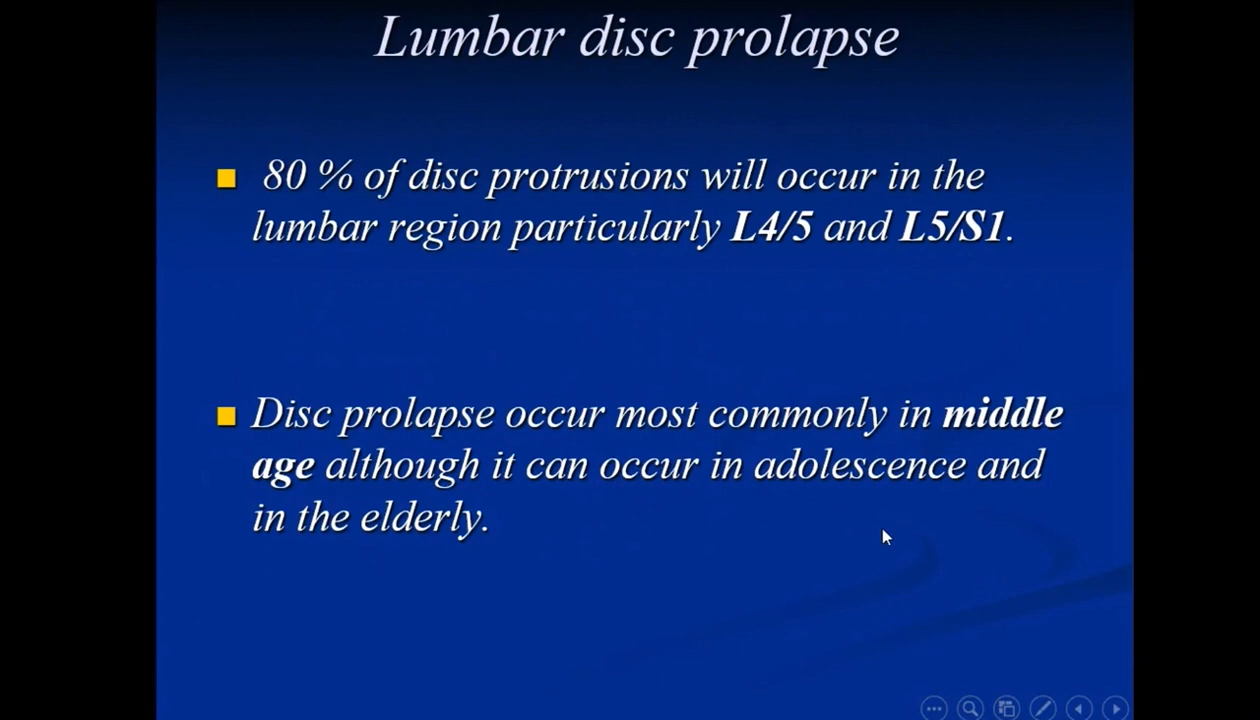 Lumbar disc prolapse
80 % of disc protrusions will occur in the
lumbar region particularly L4/5 and L5/S1.
Disc prolapse occur most commonly in middle
age although it can occur in adolescence and
in the elderly.